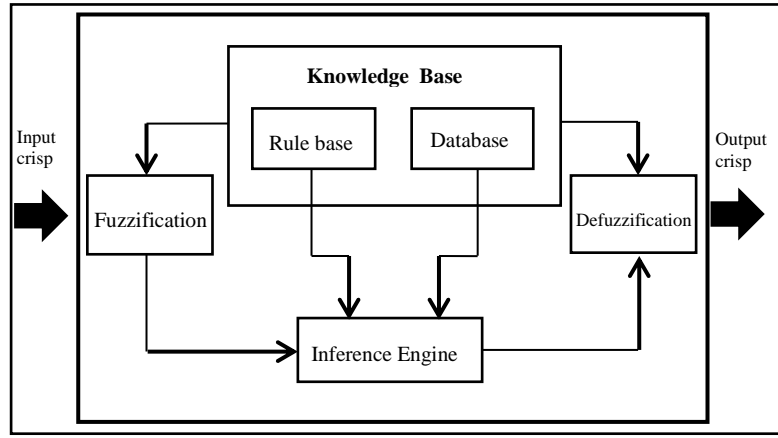 Knowledge Base
Input
crisp
Rule base
Database
Output
crisp
Fuzzification
Defuzzification
Inference Engine